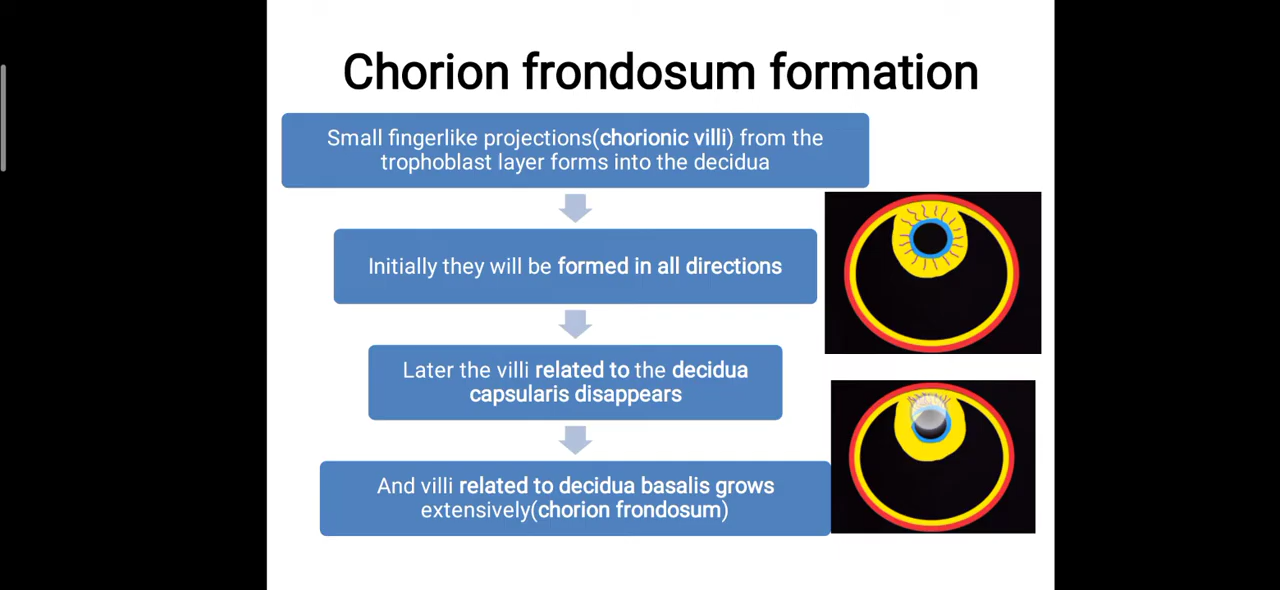 Chorion frondosum formation
Small fingerlike projections(chorionic villi) from the
trophoblast layer forms into the decidua
Initially they will be formed in all directions
Later the villi related to the decidua
capsularis disappears
And villi related to decidua basalis grows
extensively(chorion frondosum)